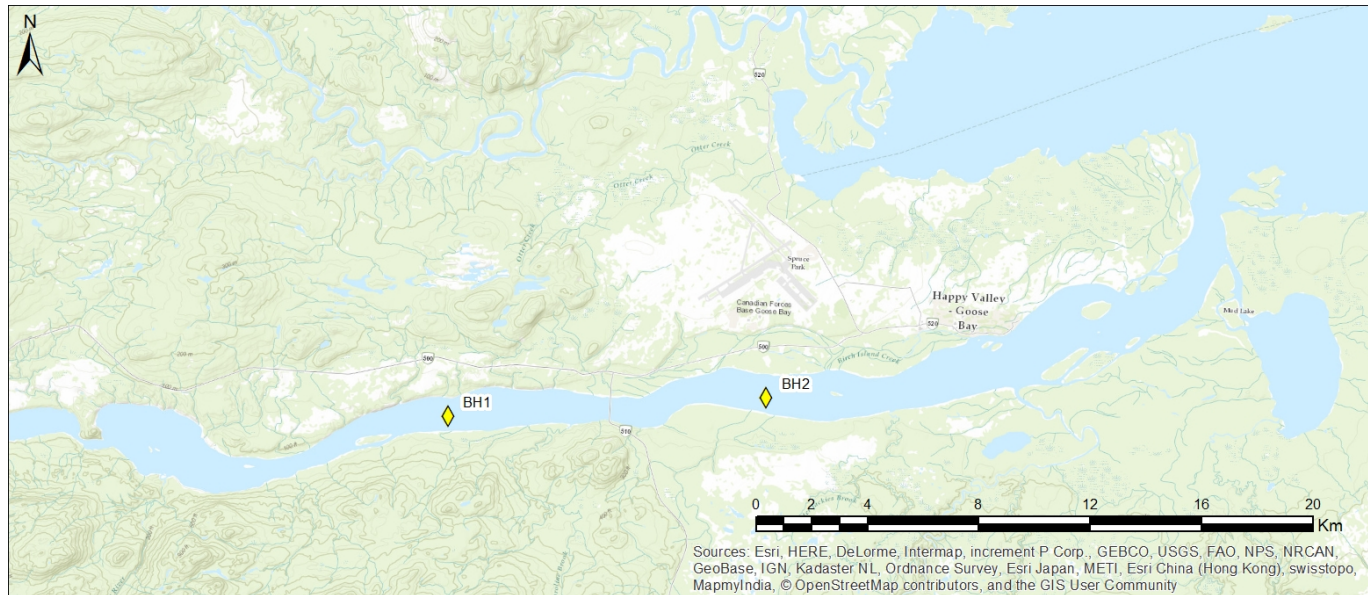 N
520
Otter Creek
Otter Creek
Otter Creek
Spruce
Park
Canadian Forces
Base Goose Bay
Happy Valley
- Goose
Bay
520
Mud Lake
500
500
Birch Island Creek
200 m
BH1
BH2
510
0 2 4 8 12 16 20
Km
Sources: Esri, HERE, DeLorme, Intermap, increment P Corp., GEBCO, USGS, FAO, NPS, NRCAN,
GeoBase, IGN, Kadaster NL, Ordnance Survey, Esri Japan, METI, Esri China (Hong Kong), swisstopo,
MapmyIndia, © OpenStreetMap contributors, and the GIS User Community